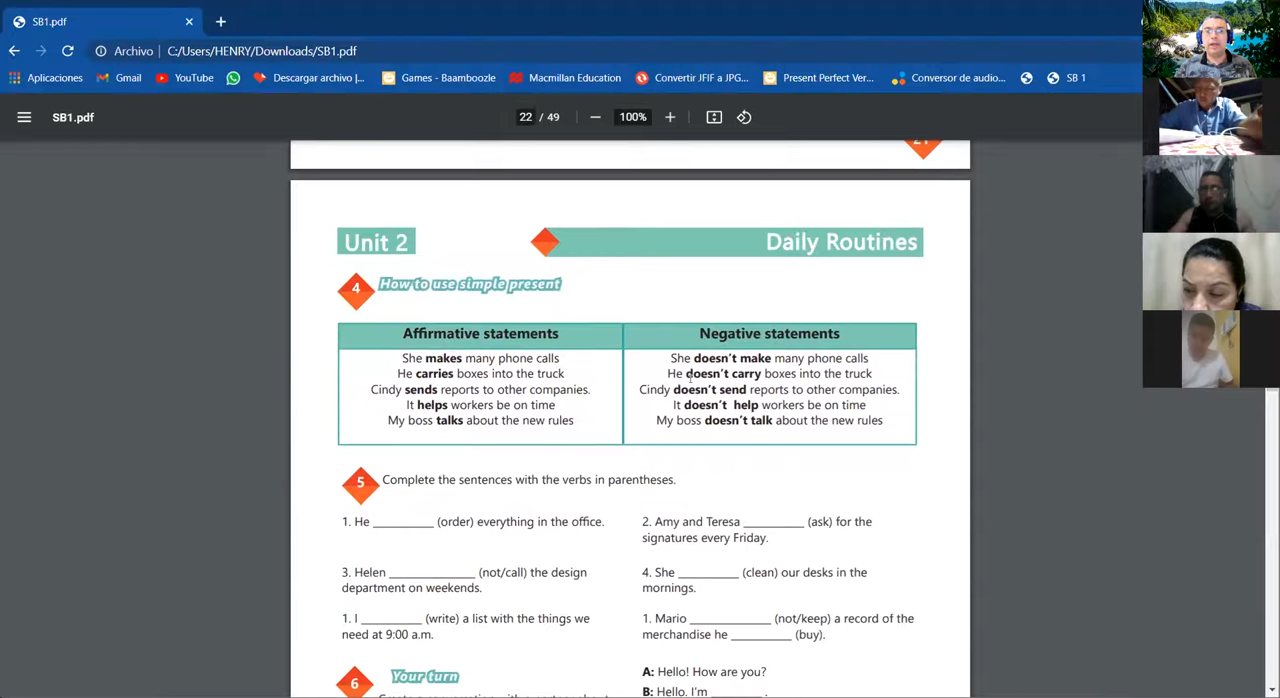 SB1.pdf
Archivo | C:/Users/HENRY/Downloads/SB1.pdf
Aplicaciones Gmail YouTube Descargar archivo |... Games - Baamboozle Macmillan Education Convertir JFIF a JPG... Present Perfect Ver... Conversor de audio... SB 1
SB1.pdf 22 / 49 100%
21
Unit 2 Daily Routines
4 How to use simple present
Affirmative statements Negative statements
She makes many phone calls She doesn't make many phone calls
He carries boxes into the truck He doesn't carry boxes into the truck
Cindy sends reports to other companies. Cindy doesn't send reports to other companies.
It helps workers be on time It doesn't help workers be on time
My boss talks about the new rules My boss doesn't talk about the new rules
5 Complete the sentences with the verbs in parentheses.
1. He __________ (order) everything in the office. 2. Amy and Teresa __________ (ask) for the
signatures every Friday.
3. Helen ______________ (not/call) the design 4. She __________ (clean) our desks in the
department on weekends. mornings.
1. I __________ (write) a list with the things we 1. Mario _____________ (not/keep) a record of the
need at 9:00 a.m. merchandise he __________ (buy).
6 Your turn A: Hello! How are you?
B: Hello. I'm ________.